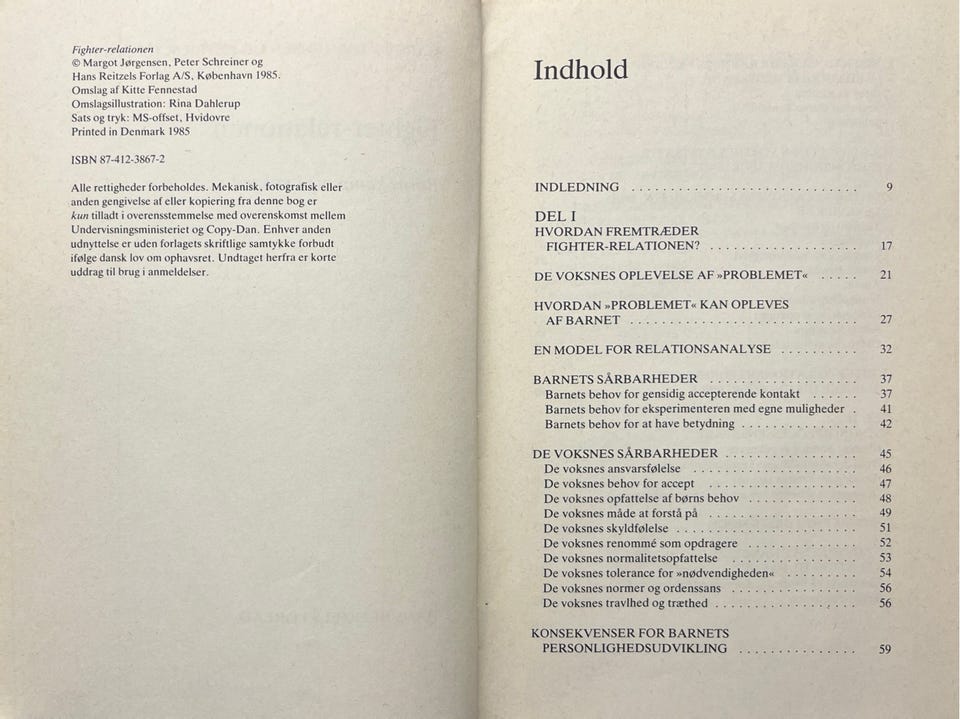 Fighter-relationen
© Margot Jørgensen, Peter Schreiner og
Hans Reitzels Forlag A/S, København 1985.
Omslag af Kitte Fennestad
Omslagsillustration: Rina Dahlerup
Sats og tryk: MS-offset, Hvidovre
Printed in Denmark 1985
ISBN 87-412-3867-2
Alle rettigheder forbeholdes. Mekanisk, fotografisk eller
anden gengivelse af eller kopiering fra denne bog er
kun tilladt i overensstemmelse med overenskomst mellem
Undervisningsministeriet og Copy-Dan. Enhver anden
udnyttelse er uden forlagets skriftlige samtykke forbudt
ifølge dansk lov om ophavsret. Undtaget herfra er korte
uddrag til brug i anmeldelser.
Indhold
INDLEDNING . . . . . . . . . . . . . . . . . . . . . . . . . . . . . 9
DEL I
HVORDAN FREMTRÆDER
FIGHTER-RELATIONEN? . . . . . . . . . . . . . . . . . . . 17
DE VOKSNES OPLEVELSE AF »PROBLEMET« . . . . . 21
HVORDAN »PROBLEMET« KAN OPLEVES
AF BARNET . . . . . . . . . . . . . . . . . . . . . . . . . . . . . 27
EN MODEL FOR RELATIONSANALYSE . . . . . . . . . . 32
BARNETS SÅRBARHEDER . . . . . . . . . . . . . . . . . . . 37
Barnets behov for gensidig accepterende kontakt . . . . . . 37
Barnets behov for eksperimenteren med egne muligheder . 41
Barnets behov for at have betydning . . . . . . . . . . . . . . . 42
DE VOKSNES SÅRBARHEDER . . . . . . . . . . . . . . . . . 45
De voksnes ansvarsfølelse . . . . . . . . . . . . . . . . . . . . . 46
De voksnes behov for accept . . . . . . . . . . . . . . . . . . . 47
De voksnes opfattelse af børns behov . . . . . . . . . . . . . . 48
De voksnes måde at forstå på . . . . . . . . . . . . . . . . . . . 49
De voksnes skyldfølelse . . . . . . . . . . . . . . . . . . . . . . . 51
De voksnes renommé som opdragere . . . . . . . . . . . . . . 52
De voksnes normalitetsopfattelse . . . . . . . . . . . . . . . . 53
De voksnes tolerance for »nødvendigheden« . . . . . . . . . 54
De voksnes normer og ordenssans . . . . . . . . . . . . . . . . . 56
De voksnes travlhed og træthed . . . . . . . . . . . . . . . . . . 56
KONSEKVENSER FOR BARNETS
PERSONLIGHEDSUDVIKLING . . . . . . . . . . . . . . . 59